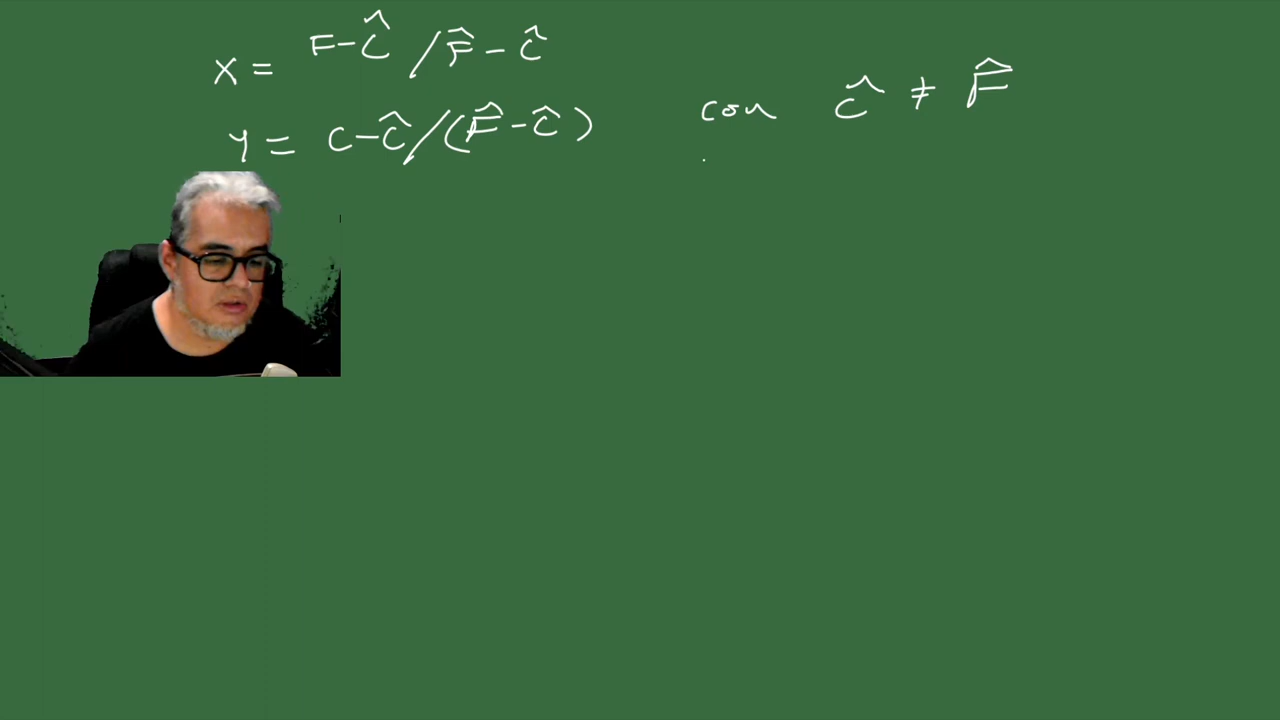 X = F-Ĉ / F̂ - Ĉ
y = C-Ĉ/(F̂-Ĉ)
con Ĉ ≠ F̂